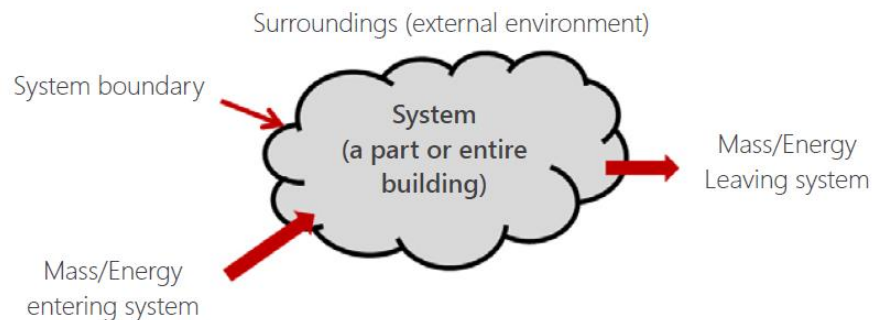 Surroundings (external environment)
System boundary
System
(a part or entire
building)
Mass/Energy
Leaving system
Mass/Energy
entering system